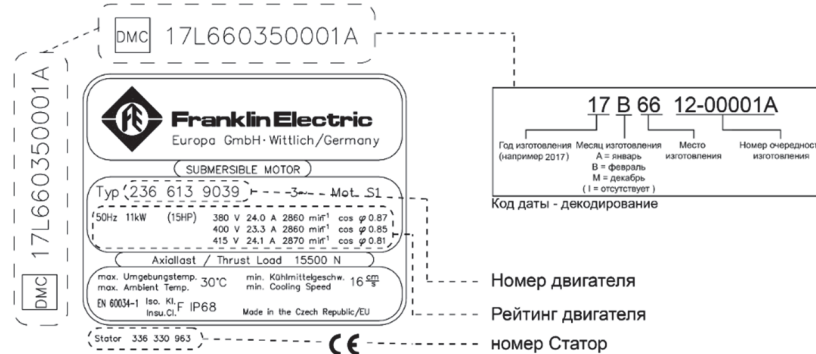 DMC 17L660350001A
DMC 17L660350001A
FE
Franklin Electric
Europa GmbH·Wittlich/Germany
SUBMERSIBLE MOTOR
Typ 236 613 9039 3~ Mot. S1
50Hz 11kW (15HP) 380 V 24.0 A 2860 min⁻¹ cos φ 0.87
400 V 23.3 A 2860 min⁻¹ cos φ 0.85
415 V 24.1 A 2870 min⁻¹ cos φ 0.81
Axiallast / Thrust Load 15500 N
max. Umgebungstemp. 30°C min. Kühlmittelgeschw. 16 cm/s
max. Ambient Temp. min. Cooling Speed
EN 60034-1 Iso. Kl. F IP68 Made in the Czech Republic/EU
Insu.Cl.
Stator 336 330 963
CE
17 B 66 12-00001A
Год изготовления Месяц изготовления Место Номер очередност
(например 2017) A = январь изготовления изготовления
B = февраль
M = декабрь
( I = отсутствует )
Код даты - декодирование
Номер двигателя
Рейтинг двигателя
номер Статор